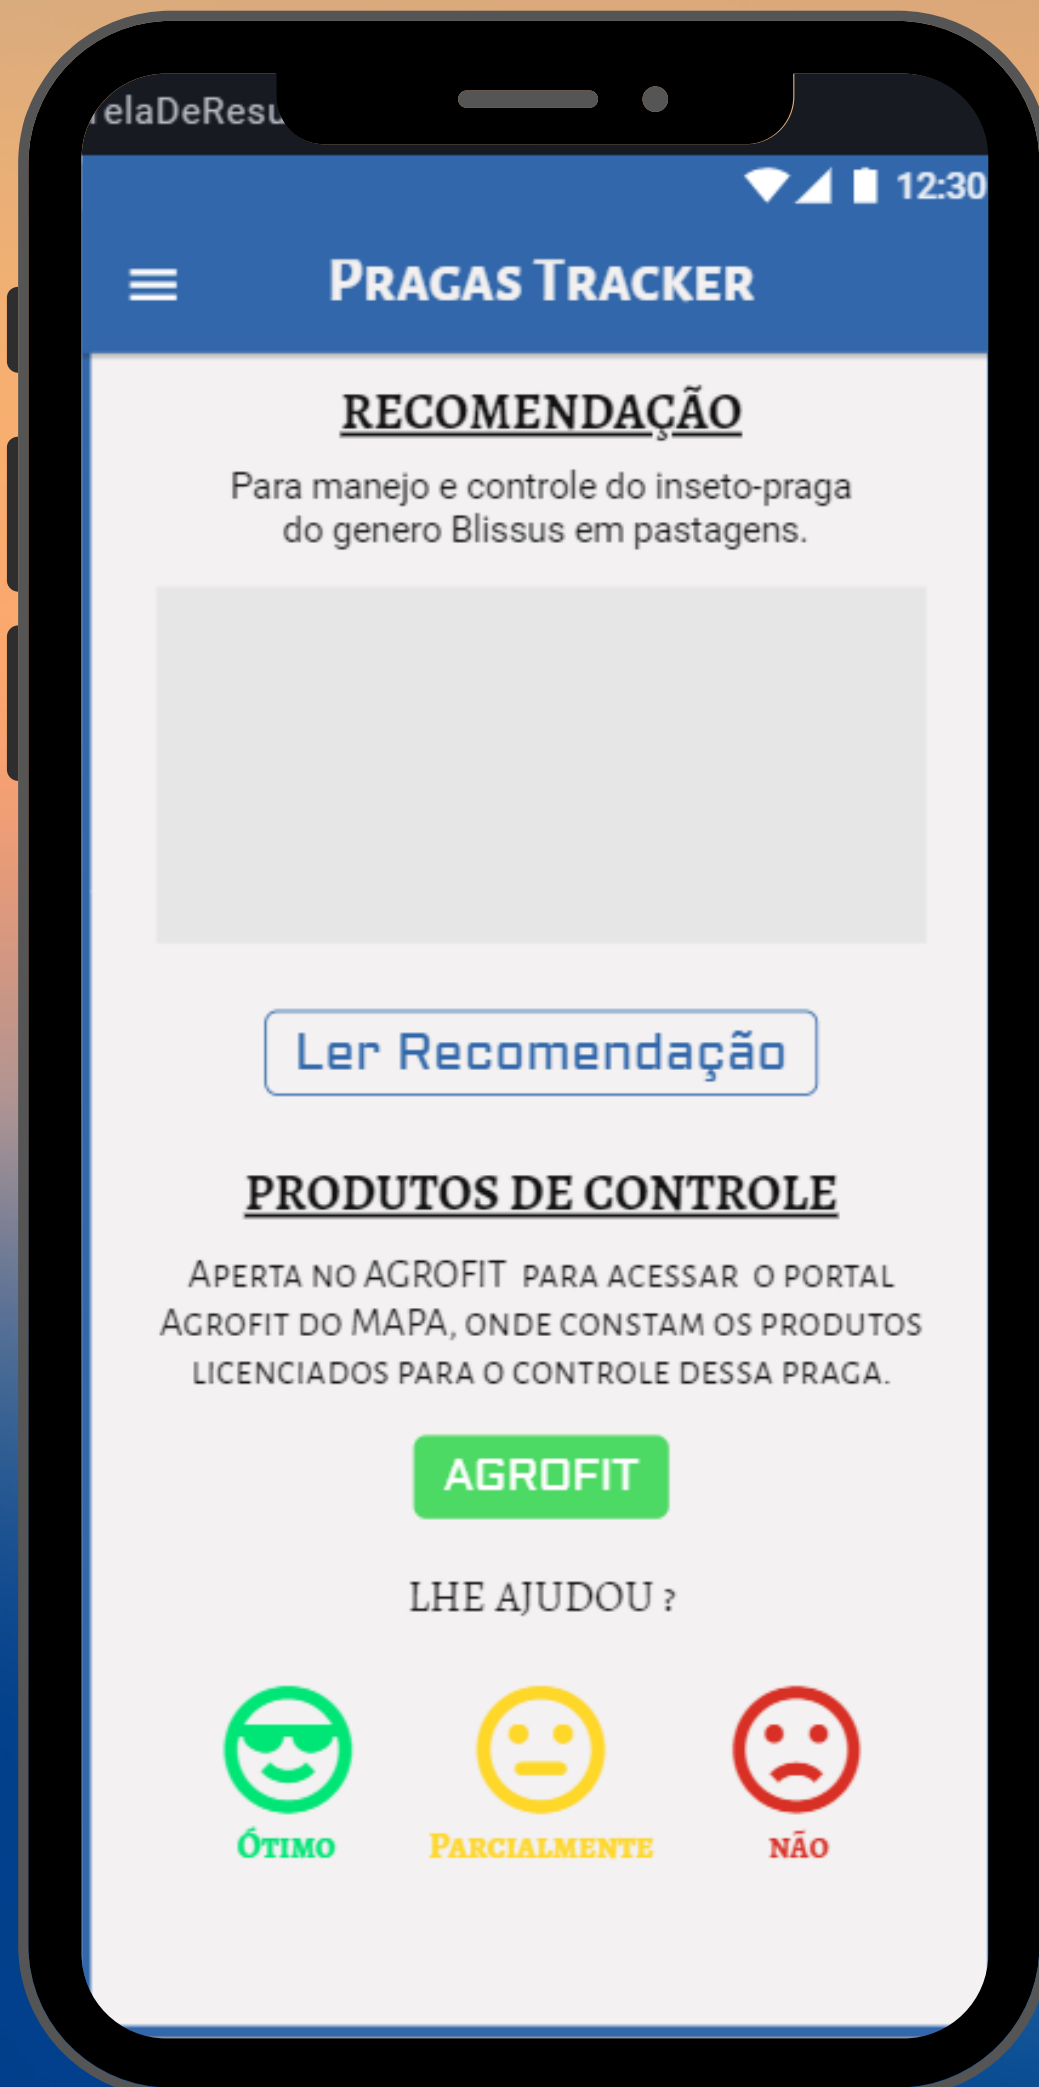 12:30
Pragas Tracker
RECOMENDAÇÃO
Para manejo e controle do inseto-praga
do genero Blissus em pastagens.
Ler Recomendação
PRODUTOS DE CONTROLE
Aperta no AGROFIT para acessar o portal
Agrofit do MAPA, onde constam os produtos
licenciados para o controle dessa praga.
AGROFIT
LHE AJUDOU ?
Ótimo Parcialmente não